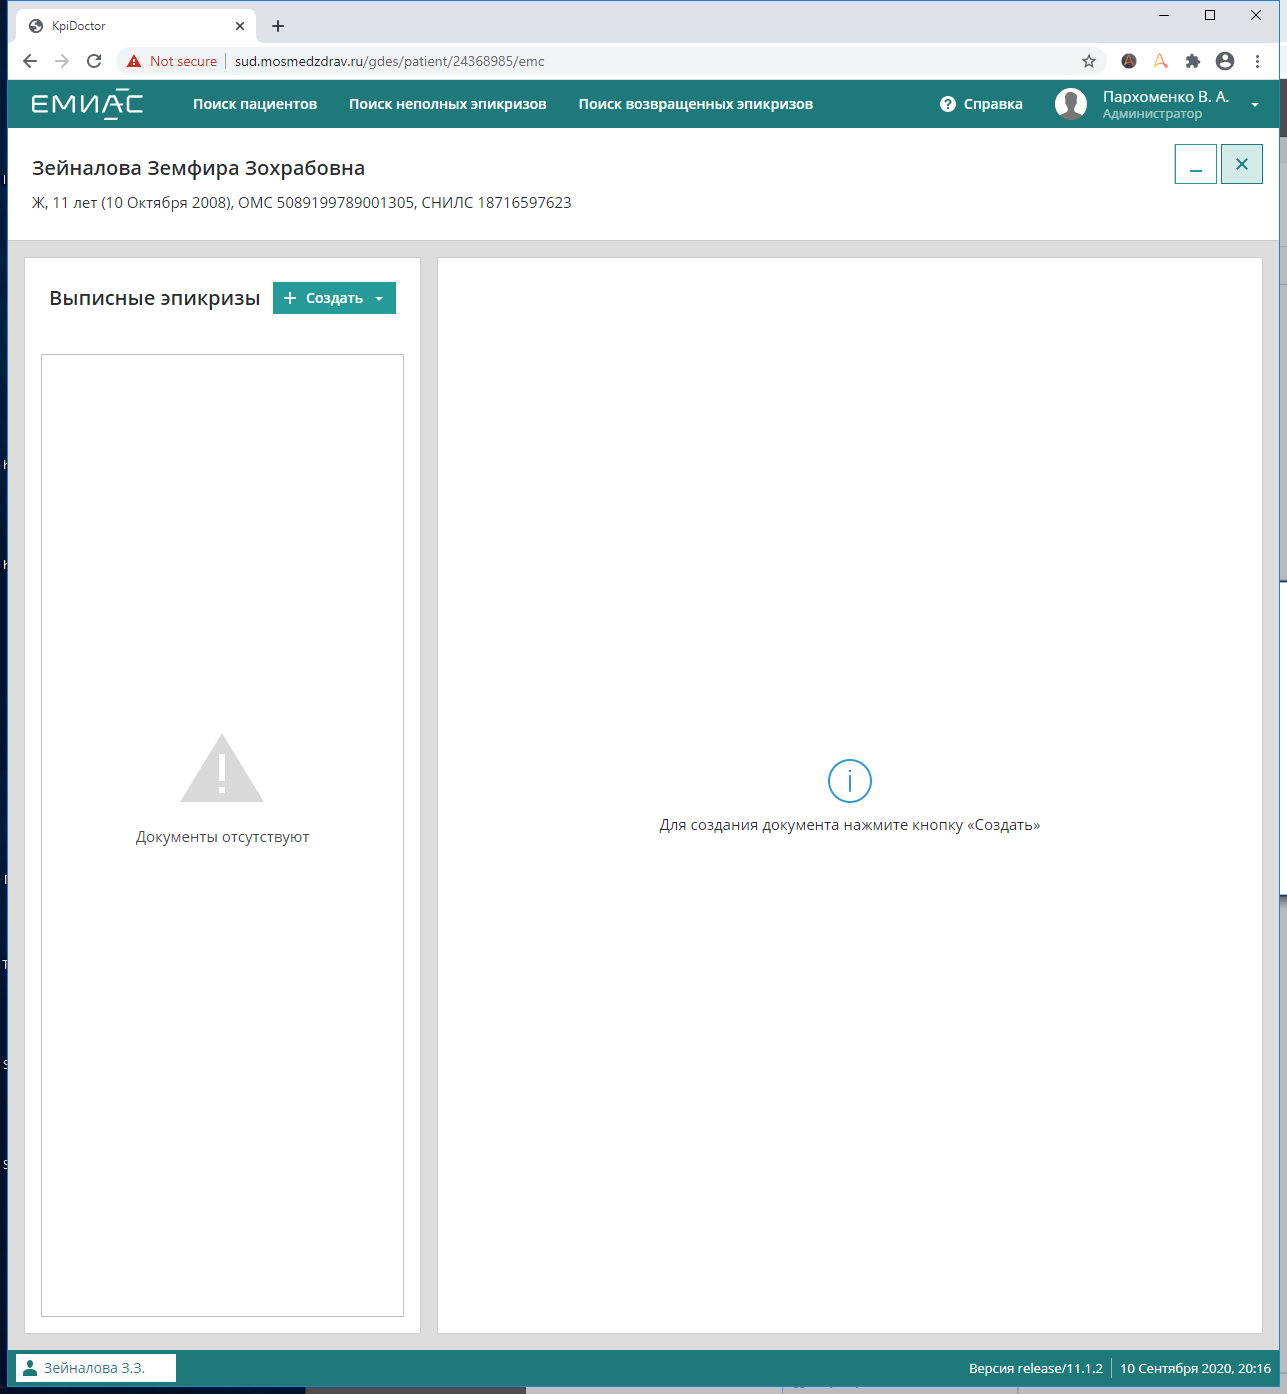 KpiDoctor
Not secure
sud.mosmedzdrav.ru/gdes/patient/24368985/emc
ЕМИАС
Поиск пациентов
Поиск неполных эпикризов
Поиск возвращенных эпикризов
Справка
Пархоменко В. А.
Администратор
Зейналова Земфира Зохрабовна
Ж, 11 лет (10 Октября 2008), ОМС 5089199789001305, СНИЛС 18716597623
Выписные эпикризы
Создать
Документы отсутствуют
Для создания документа нажмите кнопку «Создать»
Зейналова З.З.
Версия release/11.1.2
10 Сентября 2020, 20:16